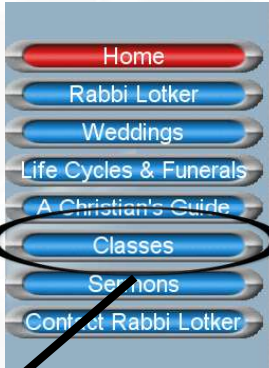 Home
Rabbi Lotker
Weddings
Life Cycles & Funerals
A Christian's Guide
Classes
Sermons
Contact Rabbi Lotker